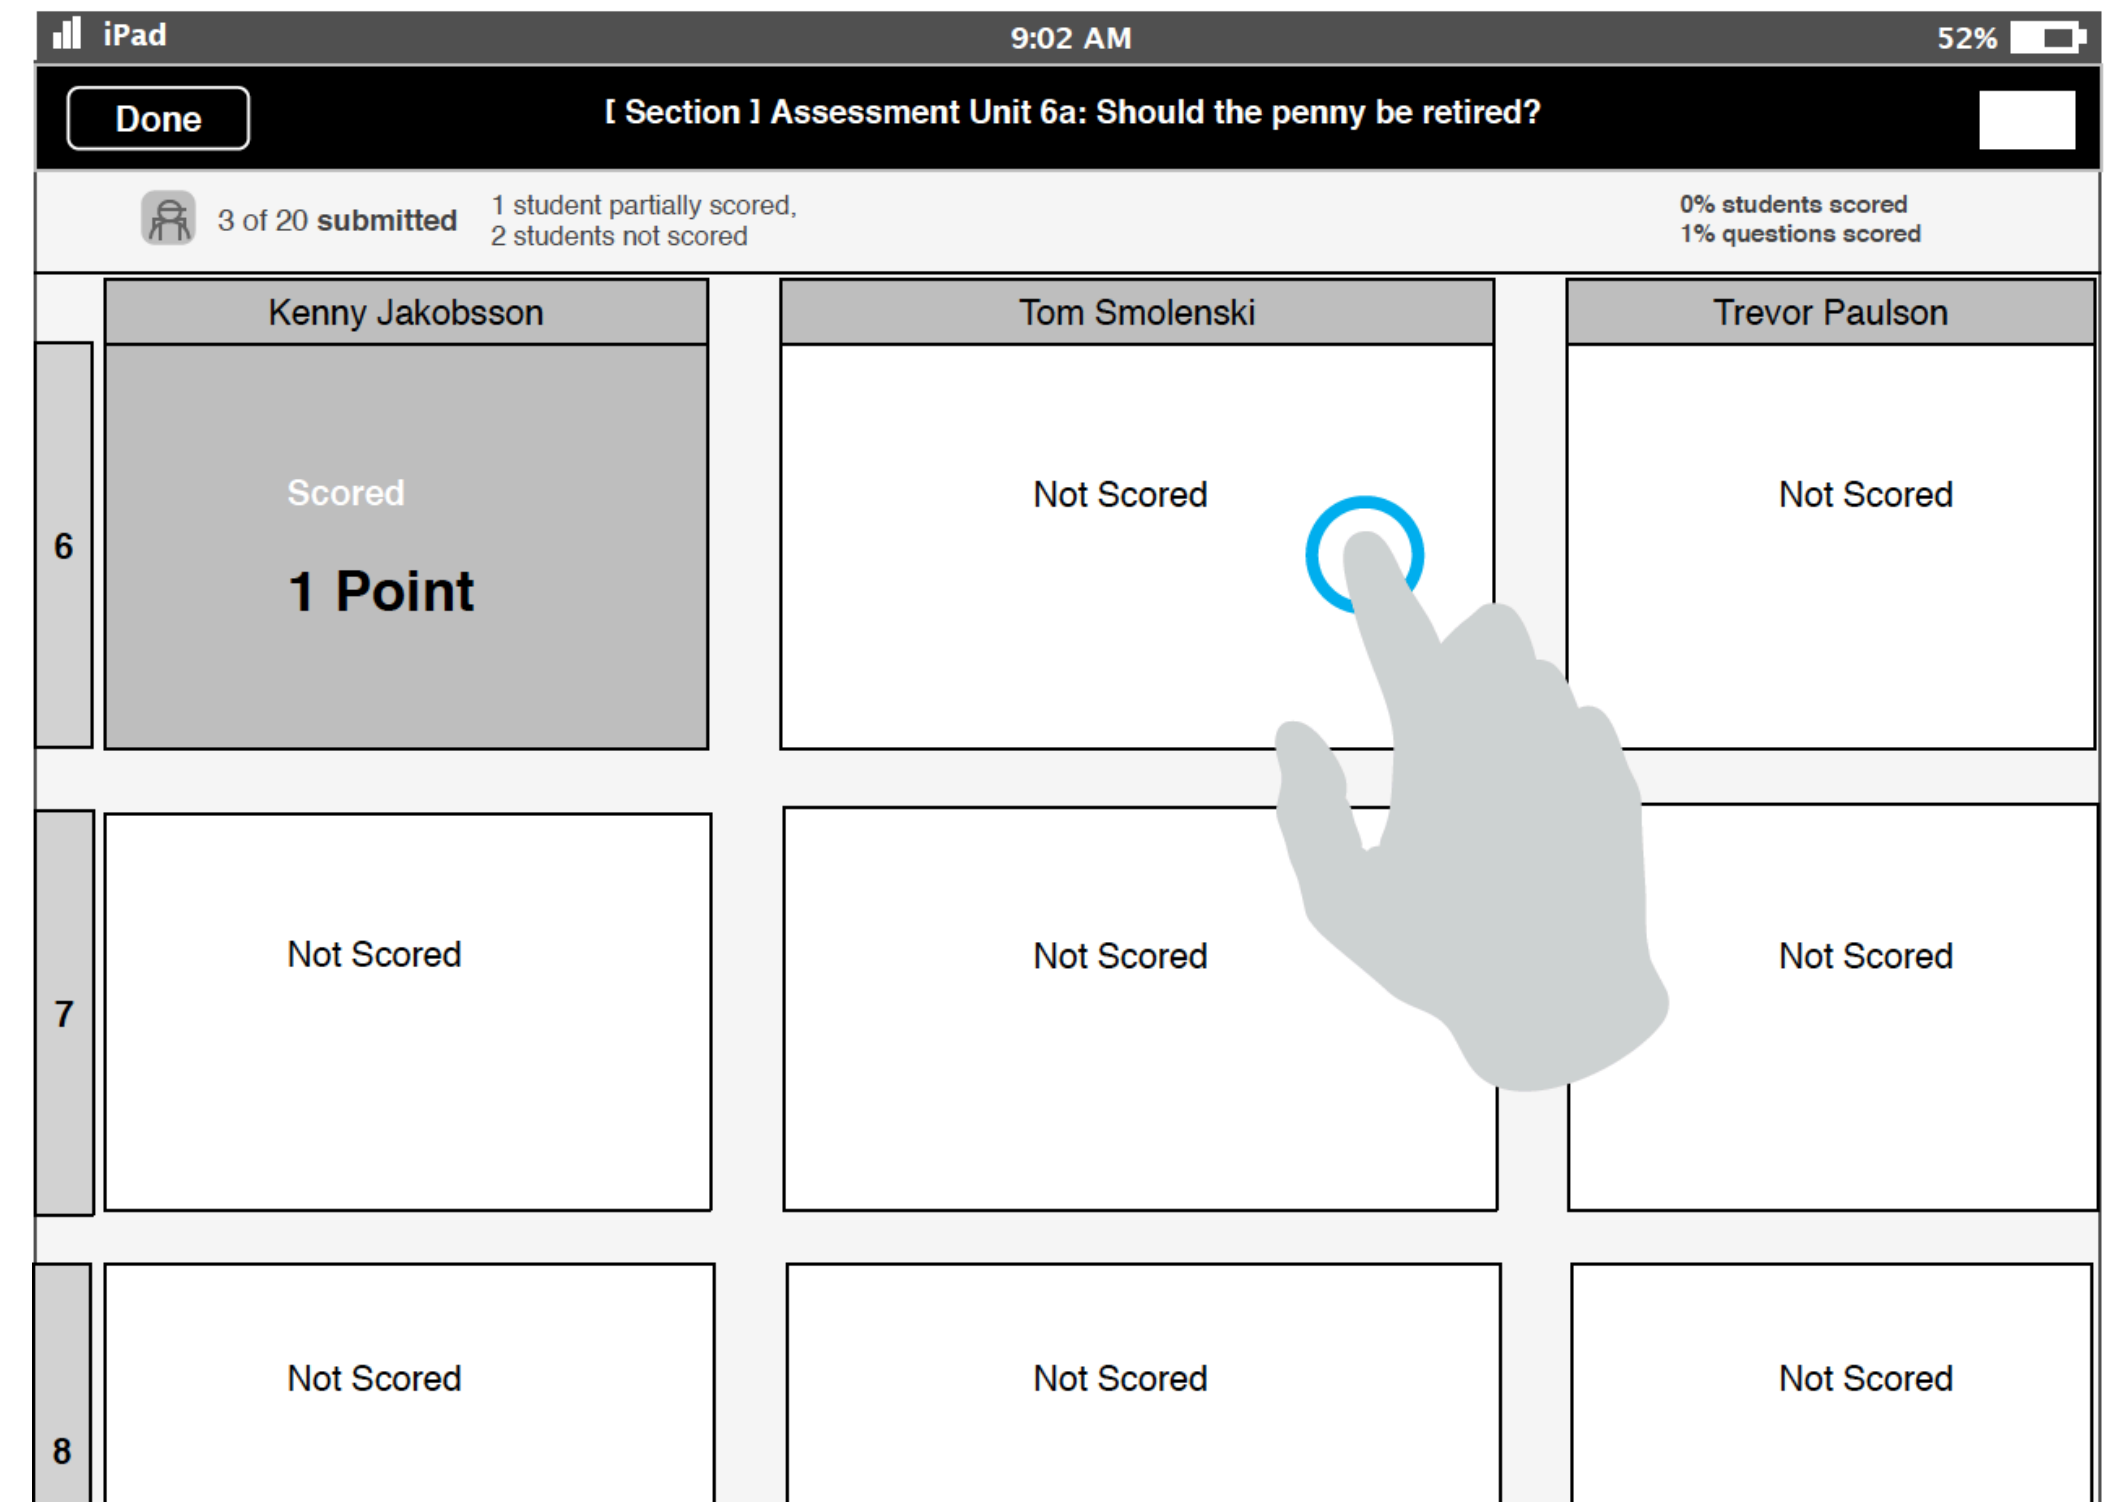 iPad
9:02 AM
52%
Done
[ Section ] Assessment Unit 6a: Should the penny be retired?
3 of 20 submitted
1 student partially scored,
2 students not scored
0% students scored
1% questions scored
Kenny Jakobsson
Tom Smolenski
Trevor Paulson
6
Scored
1 Point
Not Scored
Not Scored
7
Not Scored
Not Scored
Not Scored
8
Not Scored
Not Scored
Not Scored